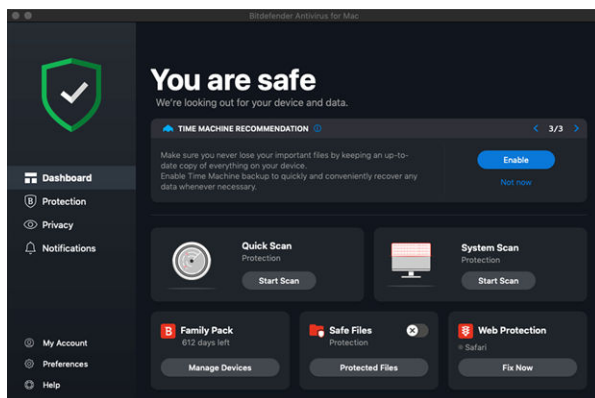 Bitdefender Antivirus for Mac
You are safe
We're looking out for your device and data.
TIME MACHINE RECOMMENDATION
3/3
Make sure you never lose your important files by keeping an up-to-
date copy of everything on your device.
Enable Time Machine backup to quickly and conveniently recover any
data whenever necessary.
Enable
Not now
Dashboard
B Protection
Privacy
Notifications
Quick Scan
Protection
Start Scan
System Scan
Protection
Start Scan
B Family Pack
612 days left
Manage Devices
Safe Files
Protection
Protected Files
Web Protection
Safari
Fix Now
My Account
Preferences
Help